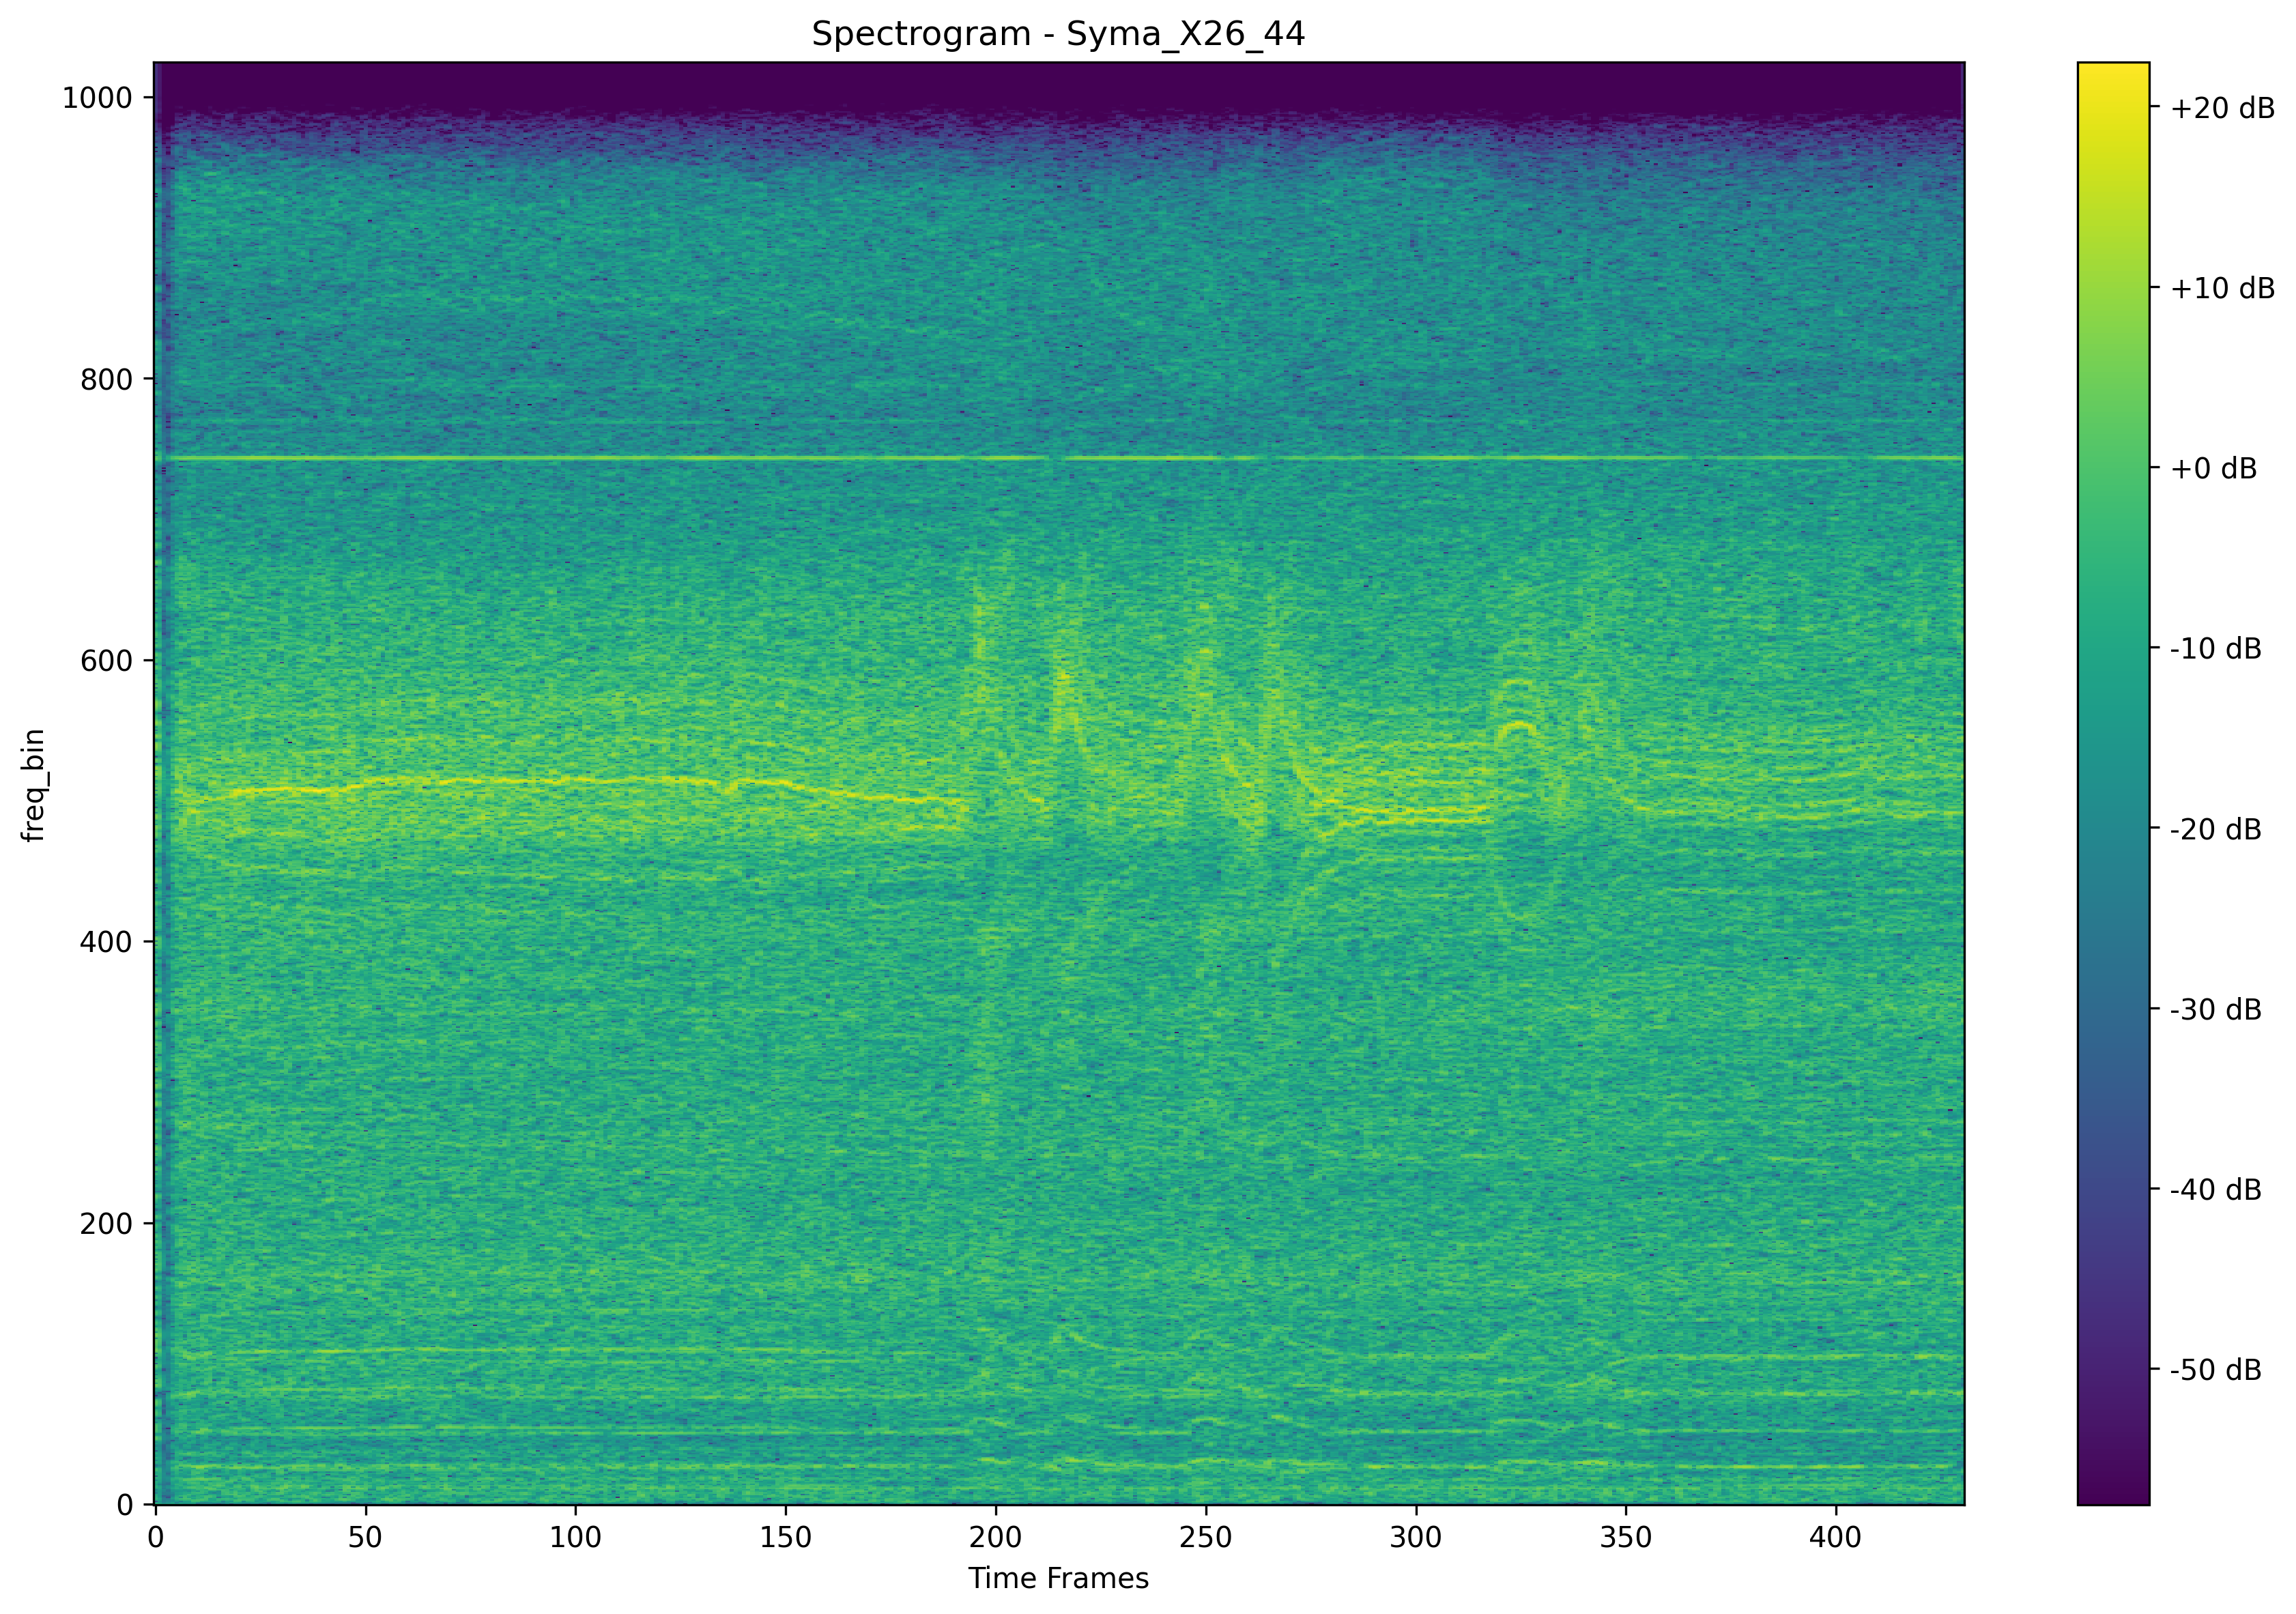 Spectrogram - Syma_X26_44
1000
800
600
400
200
0
freq_bin
0 50 100 150 200 250 300 350 400
Time Frames
+20 dB
+10 dB
+0 dB
-10 dB
-20 dB
-30 dB
-40 dB
-50 dB